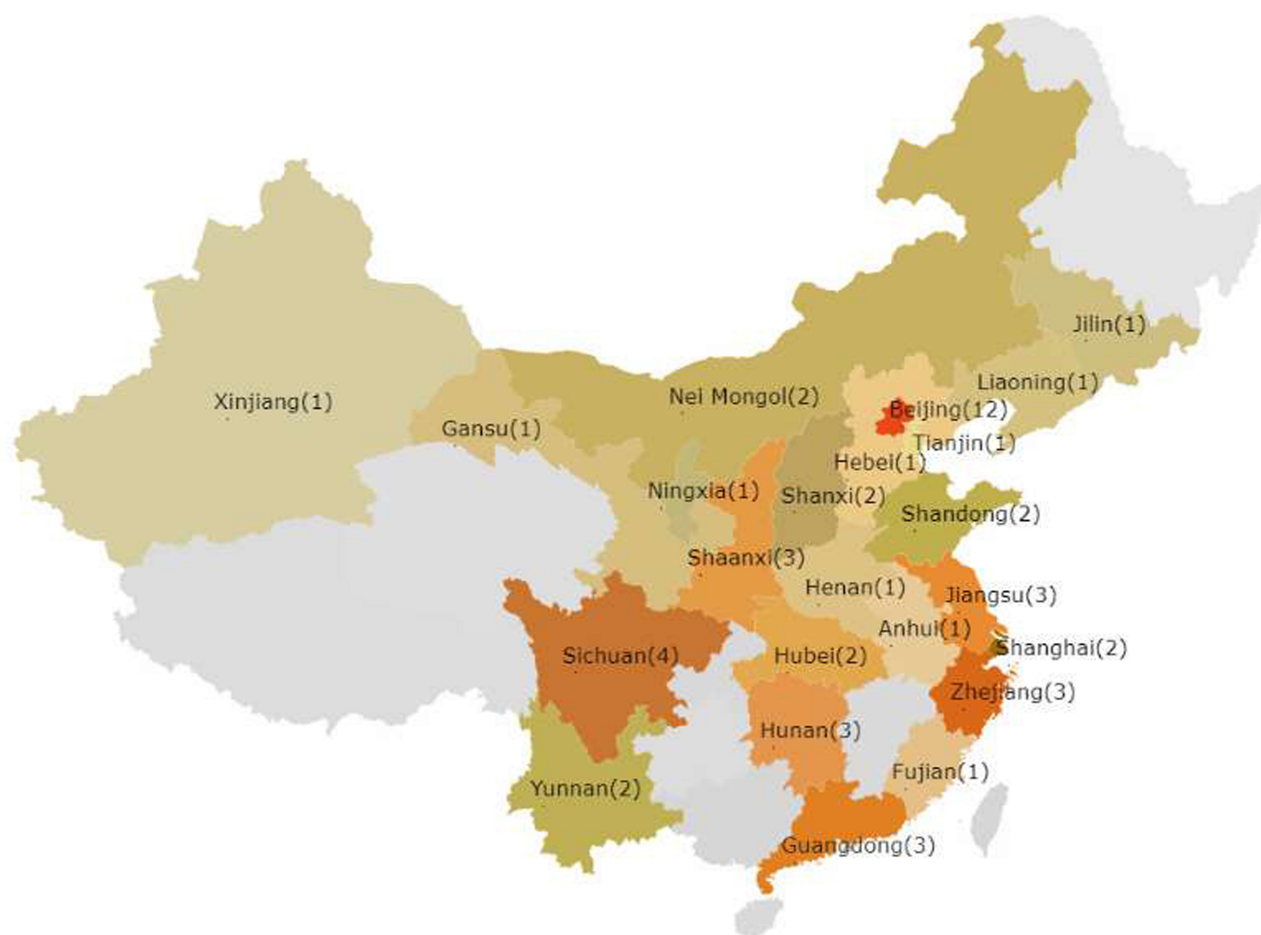 Jilin(1)
Liaoning(1)
Nei Mongol(2)
Xinjiang(1)
Beijing(12)
Gansu(1)
Tianjin(1)
Hebei(1)
Ningxia(1)
Shanxi(2)
Shandong(2)
Shaanxi(3)
Henan(1)
Jiangsu(3)
Anhui(1)
Shanghai(2)
Sichuan(4)
Hubei(2)
Zhejiang(3)
Hunan(3)
Fujian(1)
Yunnan(2)
Guangdong(3)